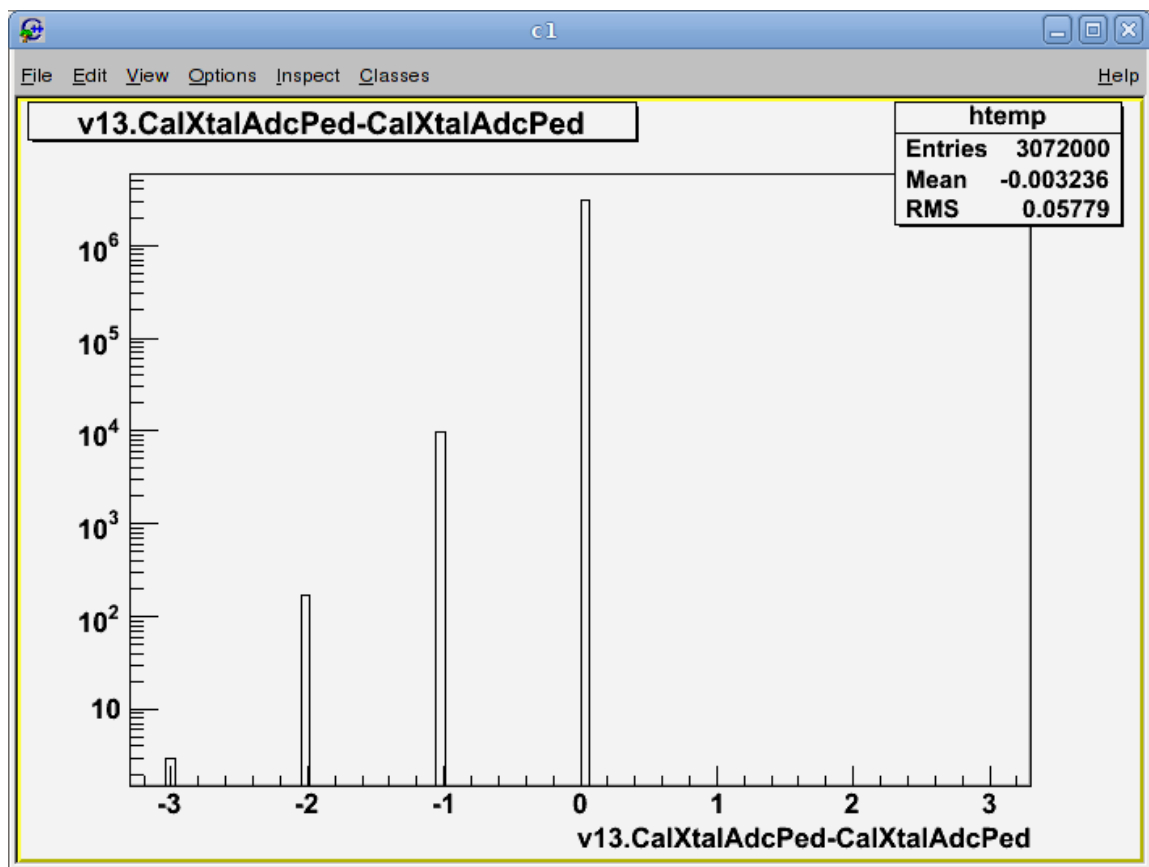 c1
File Edit View Options Inspect Classes Help
v13.CalXtalAdcPed-CalXtalAdcPed
htemp
Entries 3072000
Mean -0.003236
RMS 0.05779
10^6
10^5
10^4
10^3
10^2
10
-3 -2 -1 0 1 2 3
v13.CalXtalAdcPed-CalXtalAdcPed